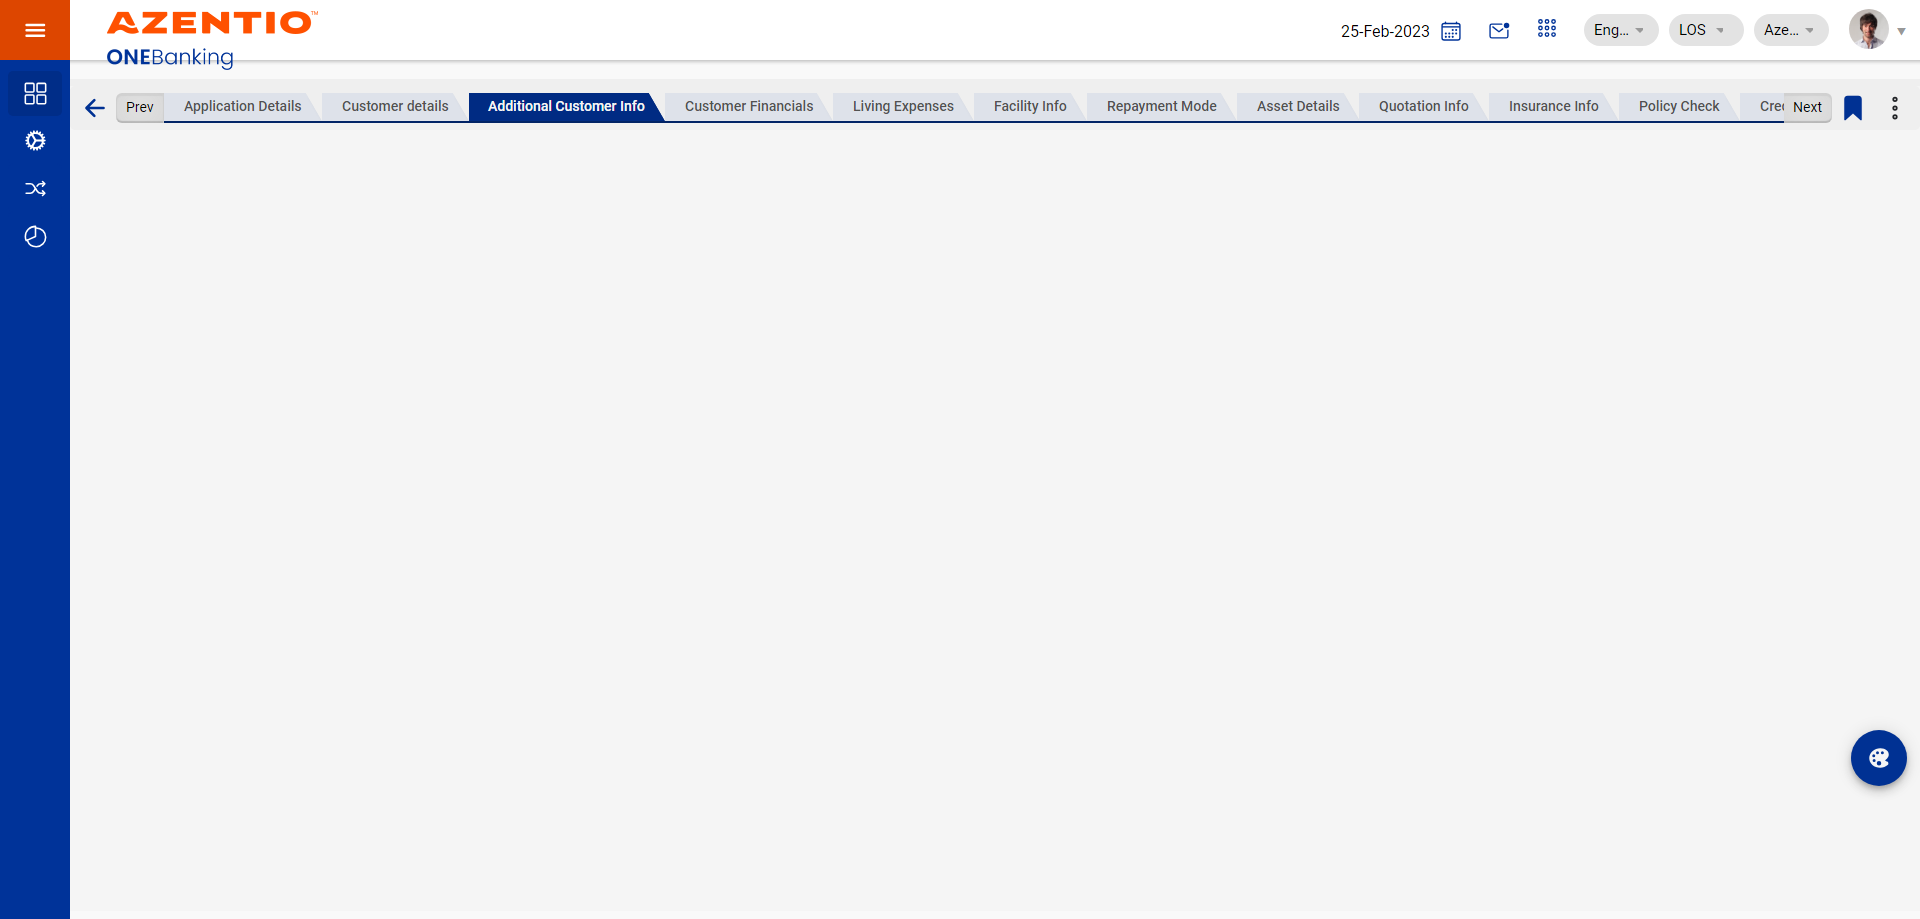 AZENTIO™
ONEBanking
25-Feb-2023
Eng...
LOS
Aze...
Prev
Application Details
Customer details
Additional Customer Info
Customer Financials
Living Expenses
Facility Info
Repayment Mode
Asset Details
Quotation Info
Insurance Info
Policy Check
Cre
Next